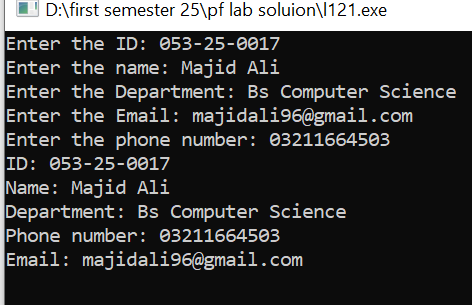 D:\first semester 25\pf lab soluion\l121.exe
Enter the ID: 053-25-0017
Enter the name: Majid Ali
Enter the Department: Bs Computer Science
Enter the Email: majidali96@gmail.com
Enter the phone number: 03211664503
ID: 053-25-0017
Name: Majid Ali
Department: Bs Computer Science
Phone number: 03211664503
Email: majidali96@gmail.com